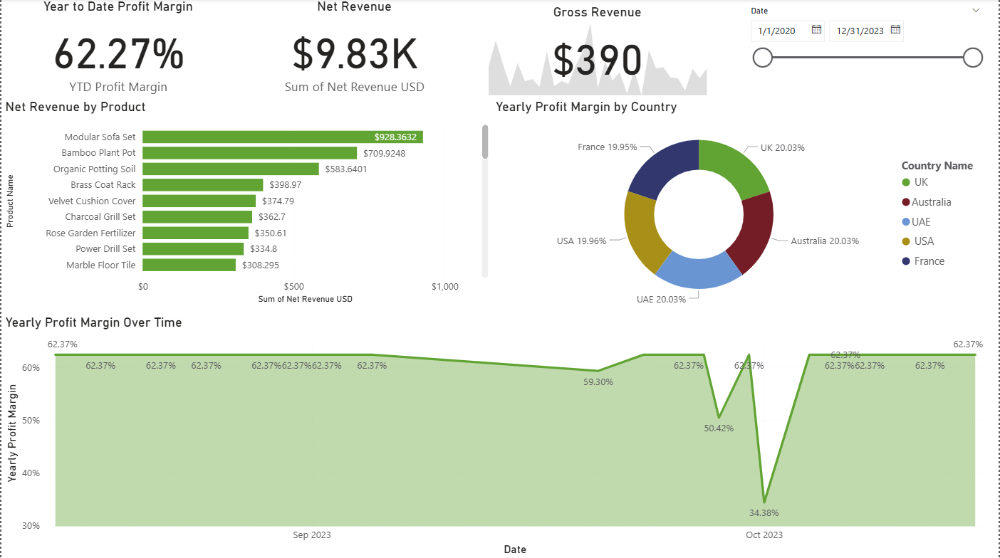 Year to Date Profit Margin
62.27%
YTD Profit Margin
Net Revenue
$9.83K
Sum of Net Revenue USD
Gross Revenue
$390
Date
1/1/2020
12/31/2023
Net Revenue by Product
Product Name
Modular Sofa Set $928.3632
Bamboo Plant Pot $709.9248
Organic Potting Soil $583.6401
Brass Coat Rack $398.97
Velvet Cushion Cover $374.79
Charcoal Grill Set $362.7
Rose Garden Fertilizer $350.61
Power Drill Set $334.8
Marble Floor Tile $308.295
$0 $500 $1,000
Sum of Net Revenue USD
Yearly Profit Margin by Country
France 19.95%
UK 20.03%
USA 19.96%
Australia 20.03%
UAE 20.03%
Country Name
UK
Australia
UAE
USA
France
Yearly Profit Margin Over Time
Yearly Profit Margin
60%
50%
40%
30%
62.37%
62.37%
62.37%
62.37%
62.37%
62.37%
62.37%
62.37%
59.30%
62.37%
50.42%
62.37%
34.38%
62.37%
62.37%
62.37%
62.37%
62.37%
Sep 2023 Oct 2023
Date